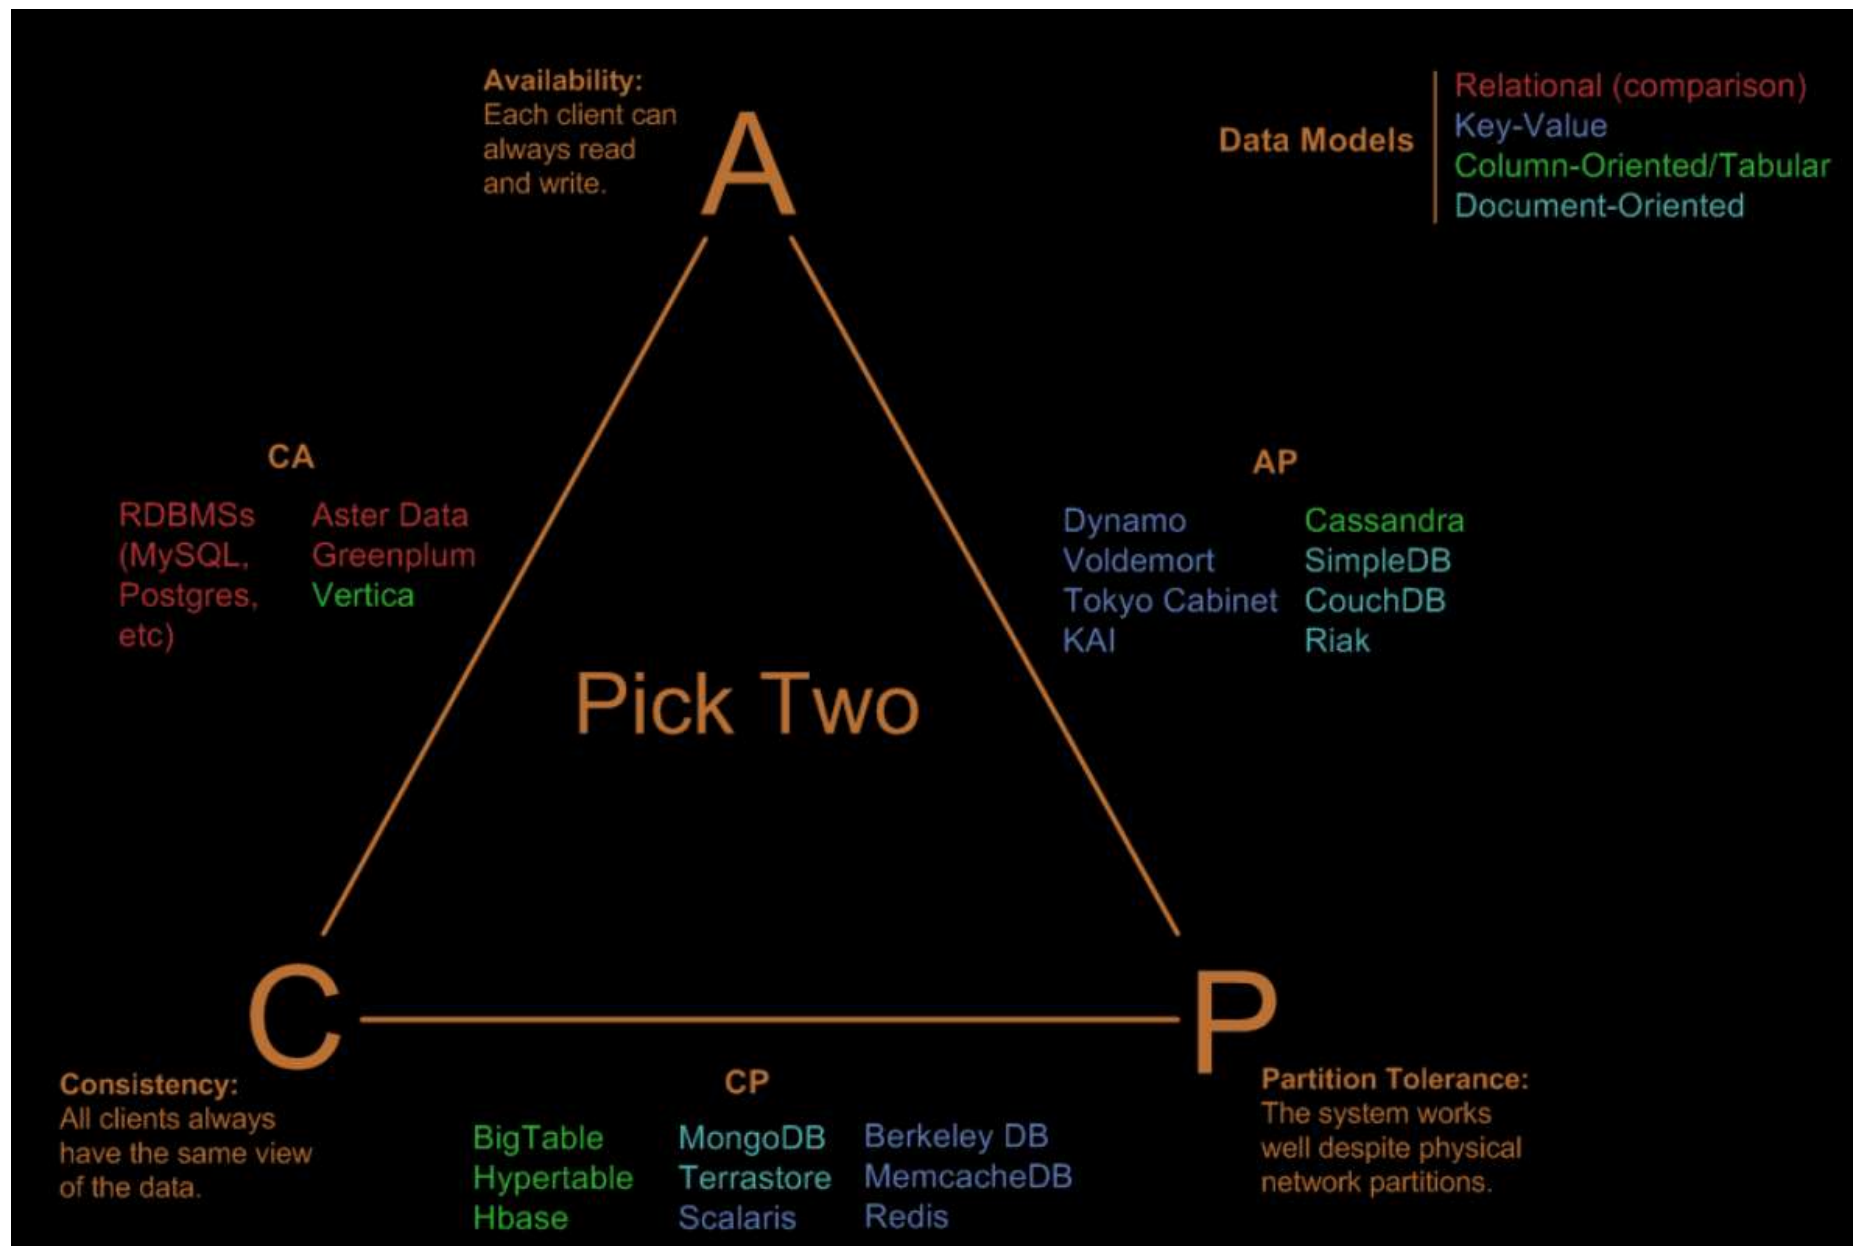 Availability:
Each client can
always read
and write.
A
Data Models
Relational (comparison)
Key-Value
Column-Oriented/Tabular
Document-Oriented
CA
RDBMSs
(MySQL,
Postgres,
etc)
Aster Data
Greenplum
Vertica
AP
Dynamo
Voldemort
Tokyo Cabinet
KAI
Cassandra
SimpleDB
CouchDB
Riak
Pick Two
C
Consistency:
All clients always
have the same view
of the data.
CP
BigTable
Hypertable
Hbase
MongoDB
Terrastore
Scalaris
Berkeley DB
MemcacheDB
Redis
P
Partition Tolerance:
The system works
well despite physical
network partitions.